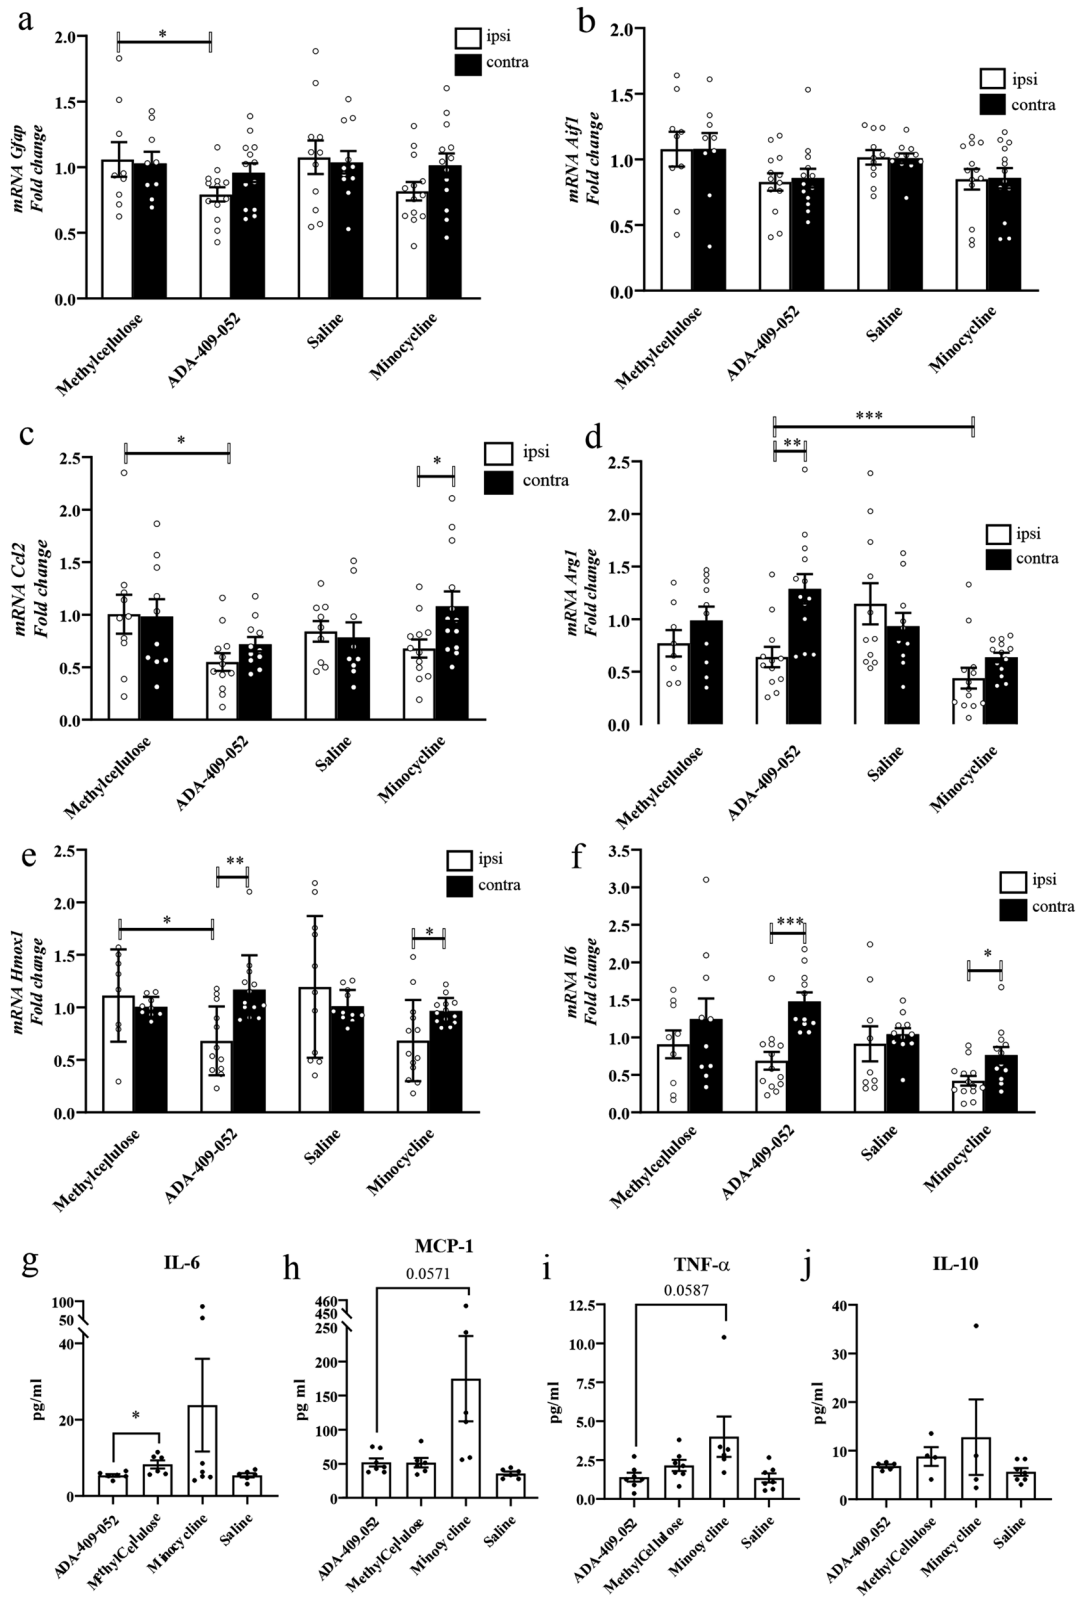 a
mRNA Gfap
Fold change
2.0
1.5
1.0
0.5
0.0
*
ipsi
contra
Methylcellulose
ADA-409-052
Saline
Minocycline
b
mRNA Aif1
Fold change
2.0
1.5
1.0
0.5
0.0
ipsi
contra
Methylcellulose
ADA-409-052
Saline
Minocycline
c
mRNA Ccl2
Fold change
2.5
2.0
1.5
1.0
0.5
0.0
*
*
ipsi
contra
Methylcellulose
ADA-409-052
Saline
Minocycline
d
mRNA Arg1
Fold change
2.5
2.0
1.5
1.0
0.5
0.0
***
**
ipsi
contra
Methylcellulose
ADA-409-052
Saline
Minocycline
e
mRNA Hmox1
Fold change
2.5
2.0
1.5
1.0
0.5
0.0
*
**
*
ipsi
contra
Methylcellulose
ADA-409-052
Saline
Minocycline
f
mRNA Il6
Fold change
3.5
3.0
2.5
2.0
1.5
1.0
0.5
0.0
***
*
ipsi
contra
Methylcellulose
ADA-409-052
Saline
Minocycline
g
IL-6
pg/ml
100
50
40
20
0
*
ADA-409-052
MethylCellulose
Minocycline
Saline
h
MCP-1
0.0571
pg ml
460
450
250
200
150
100
50
0
ADA-409-052
MethylCellulose
Minocycline
Saline
i
TNF-α
0.0587
pg/ml
12.5
10.0
7.5
5.0
2.5
0.0
ADA-409-052
MethylCellulose
Minocycline
Saline
j
IL-10
pg/ml
40
30
20
10
0
ADA-409-052
MethylCellulose
Minocycline
Saline